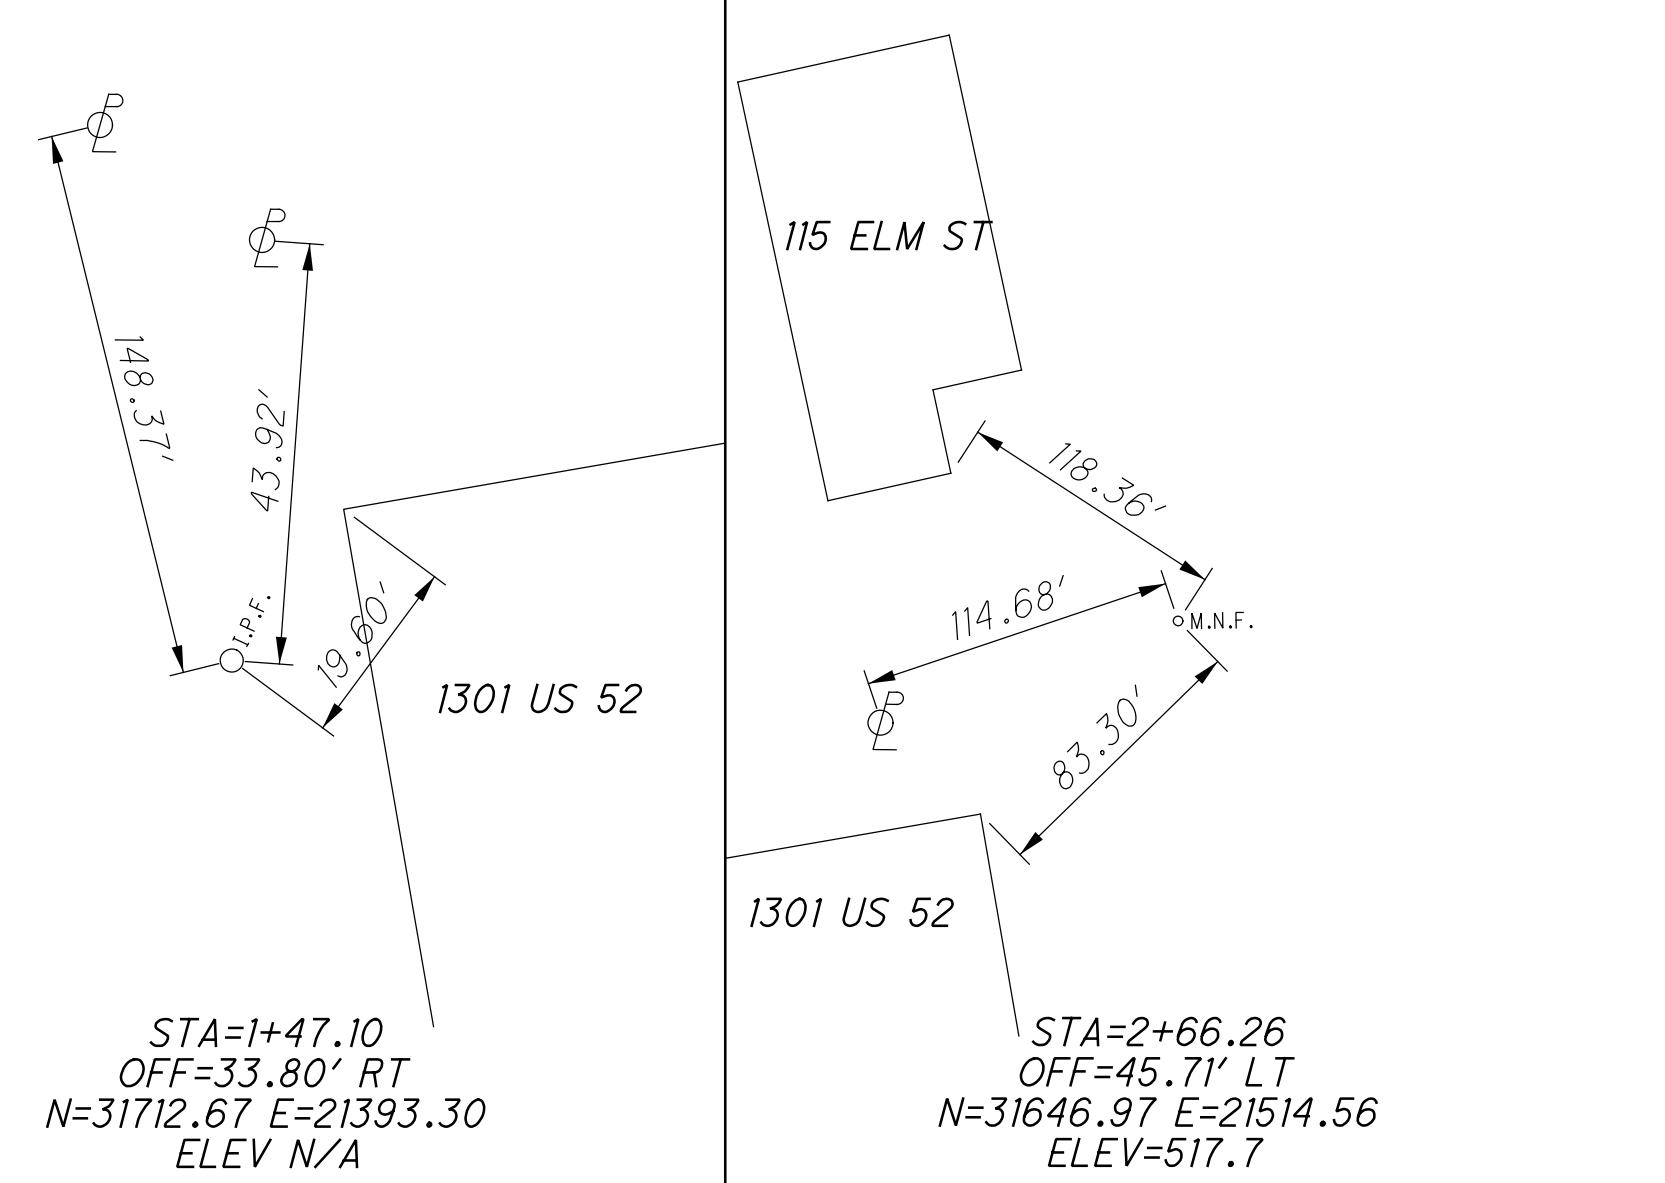 148.37'
43.92'
I.P.F.
19.60'
1301 US 52
STA=1+47.10
OFF=33.80' RT
N=31712.67 E=21393.30
ELEV N/A
115 ELM ST
118.36'
114.68'
M.N.F.
83.30'
1301 US 52
STA=2+66.26
OFF=45.71' LT
N=31646.97 E=21514.56
ELEV=517.7